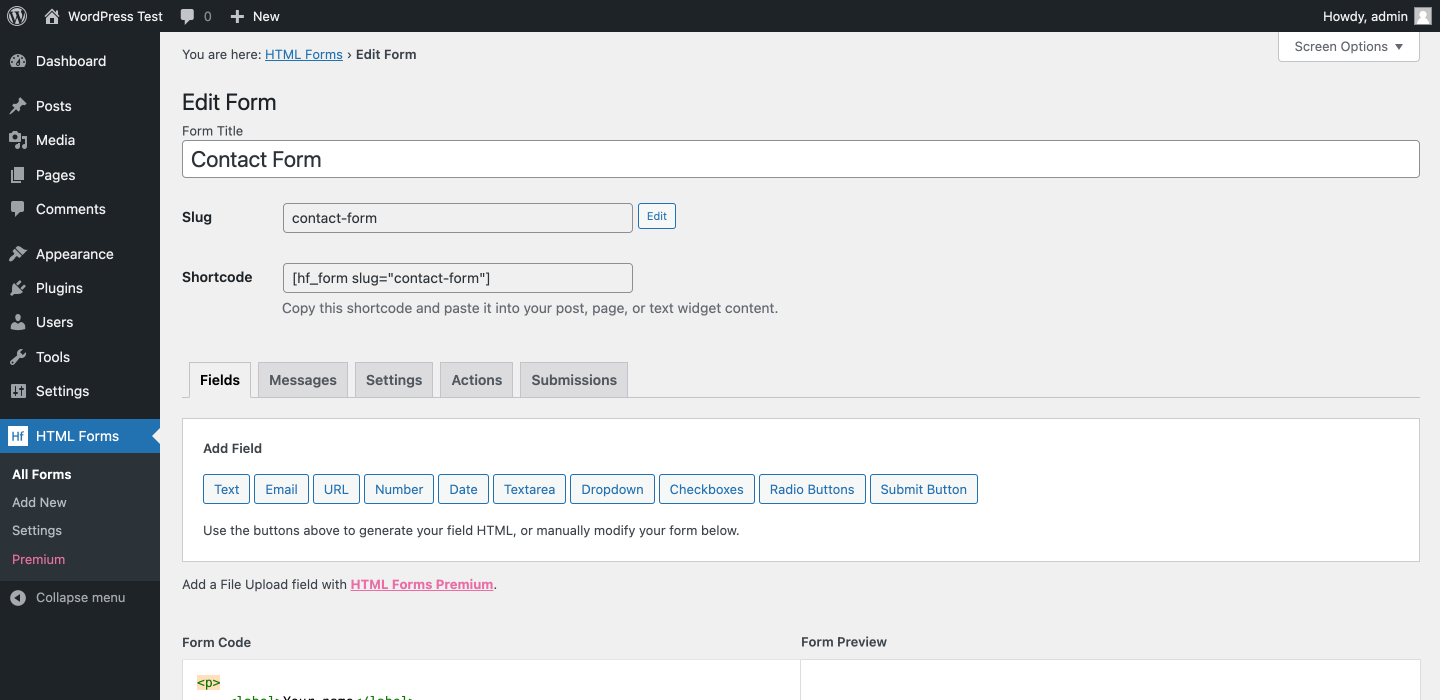 WordPress Test 0 New Howdy, admin
Dashboard
Posts
Media
Pages
Comments
Appearance
Plugins
Users
Tools
Settings
Hf HTML Forms
All Forms
Add New
Settings
Premium
Collapse menu
You are here: HTML Forms › Edit Form
Screen Options
Edit Form
Form Title
Contact Form
Slug contact-form Edit
Shortcode [hf_form slug="contact-form"]
Copy this shortcode and paste it into your post, page, or text widget content.
Fields Messages Settings Actions Submissions
Add Field
Text Email URL Number Date Textarea Dropdown Checkboxes Radio Buttons Submit Button
Use the buttons above to generate your field HTML, or manually modify your form below.
Add a File Upload field with HTML Forms Premium.
Form Code Form Preview
<p>
<label>Your name</label>